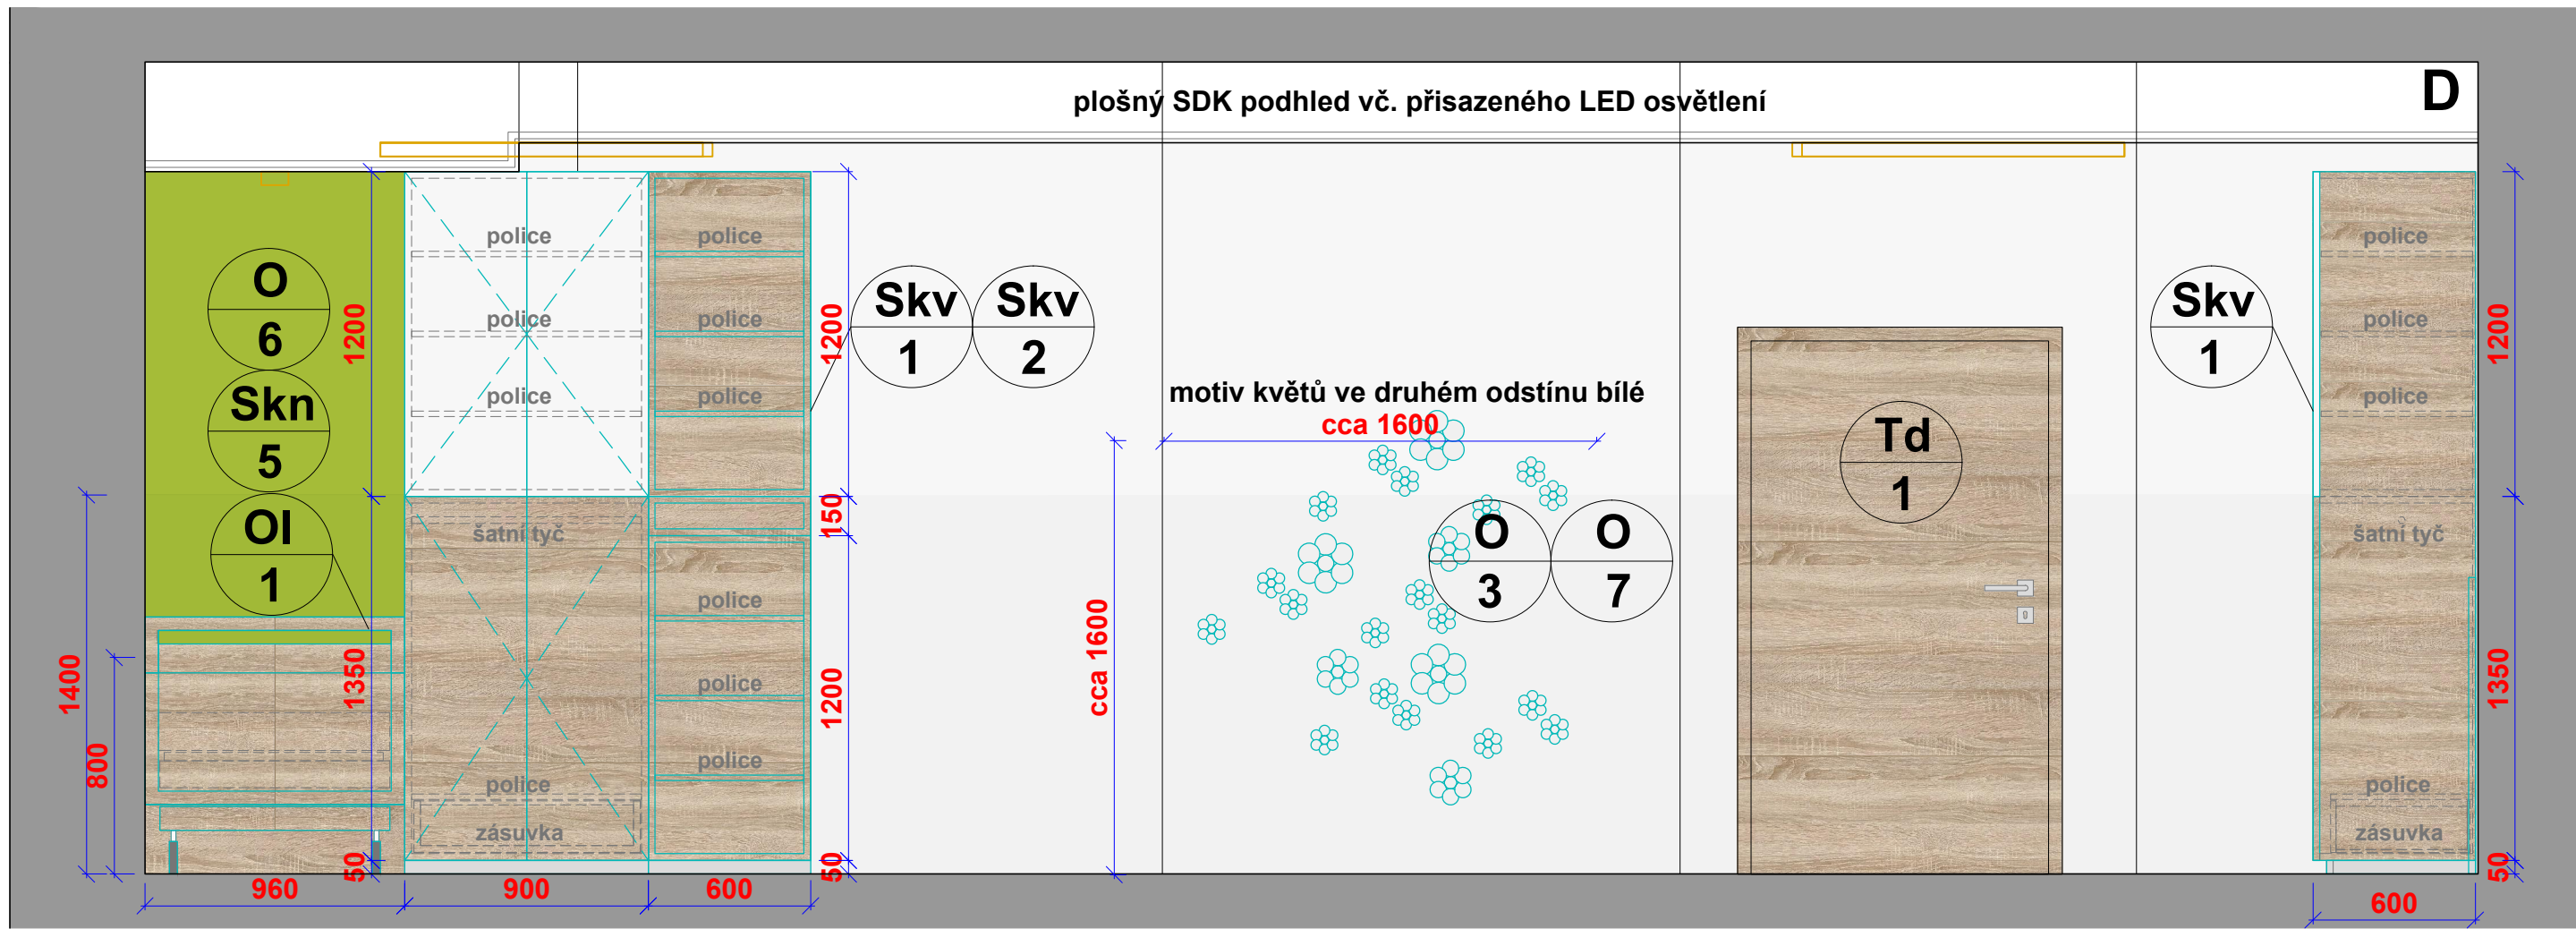 plošný SDK podhled vč. přisazeného LED osvětlení
D
O
6
Skn
5
Ol
1
1200
1350
50
1400
800
police
police
police
šatní tyč
police
zásuvka
police
police
police
police
police
police
1200
150
1200
50
Skv
1
Skv
2
motiv květů ve druhém odstínu bílé
cca 1600
cca 1600
O
3
O
7
Td
1
Skv
1
police
police
police
šatní tyč
police
zásuvka
1200
1350
50
960
900
600
600